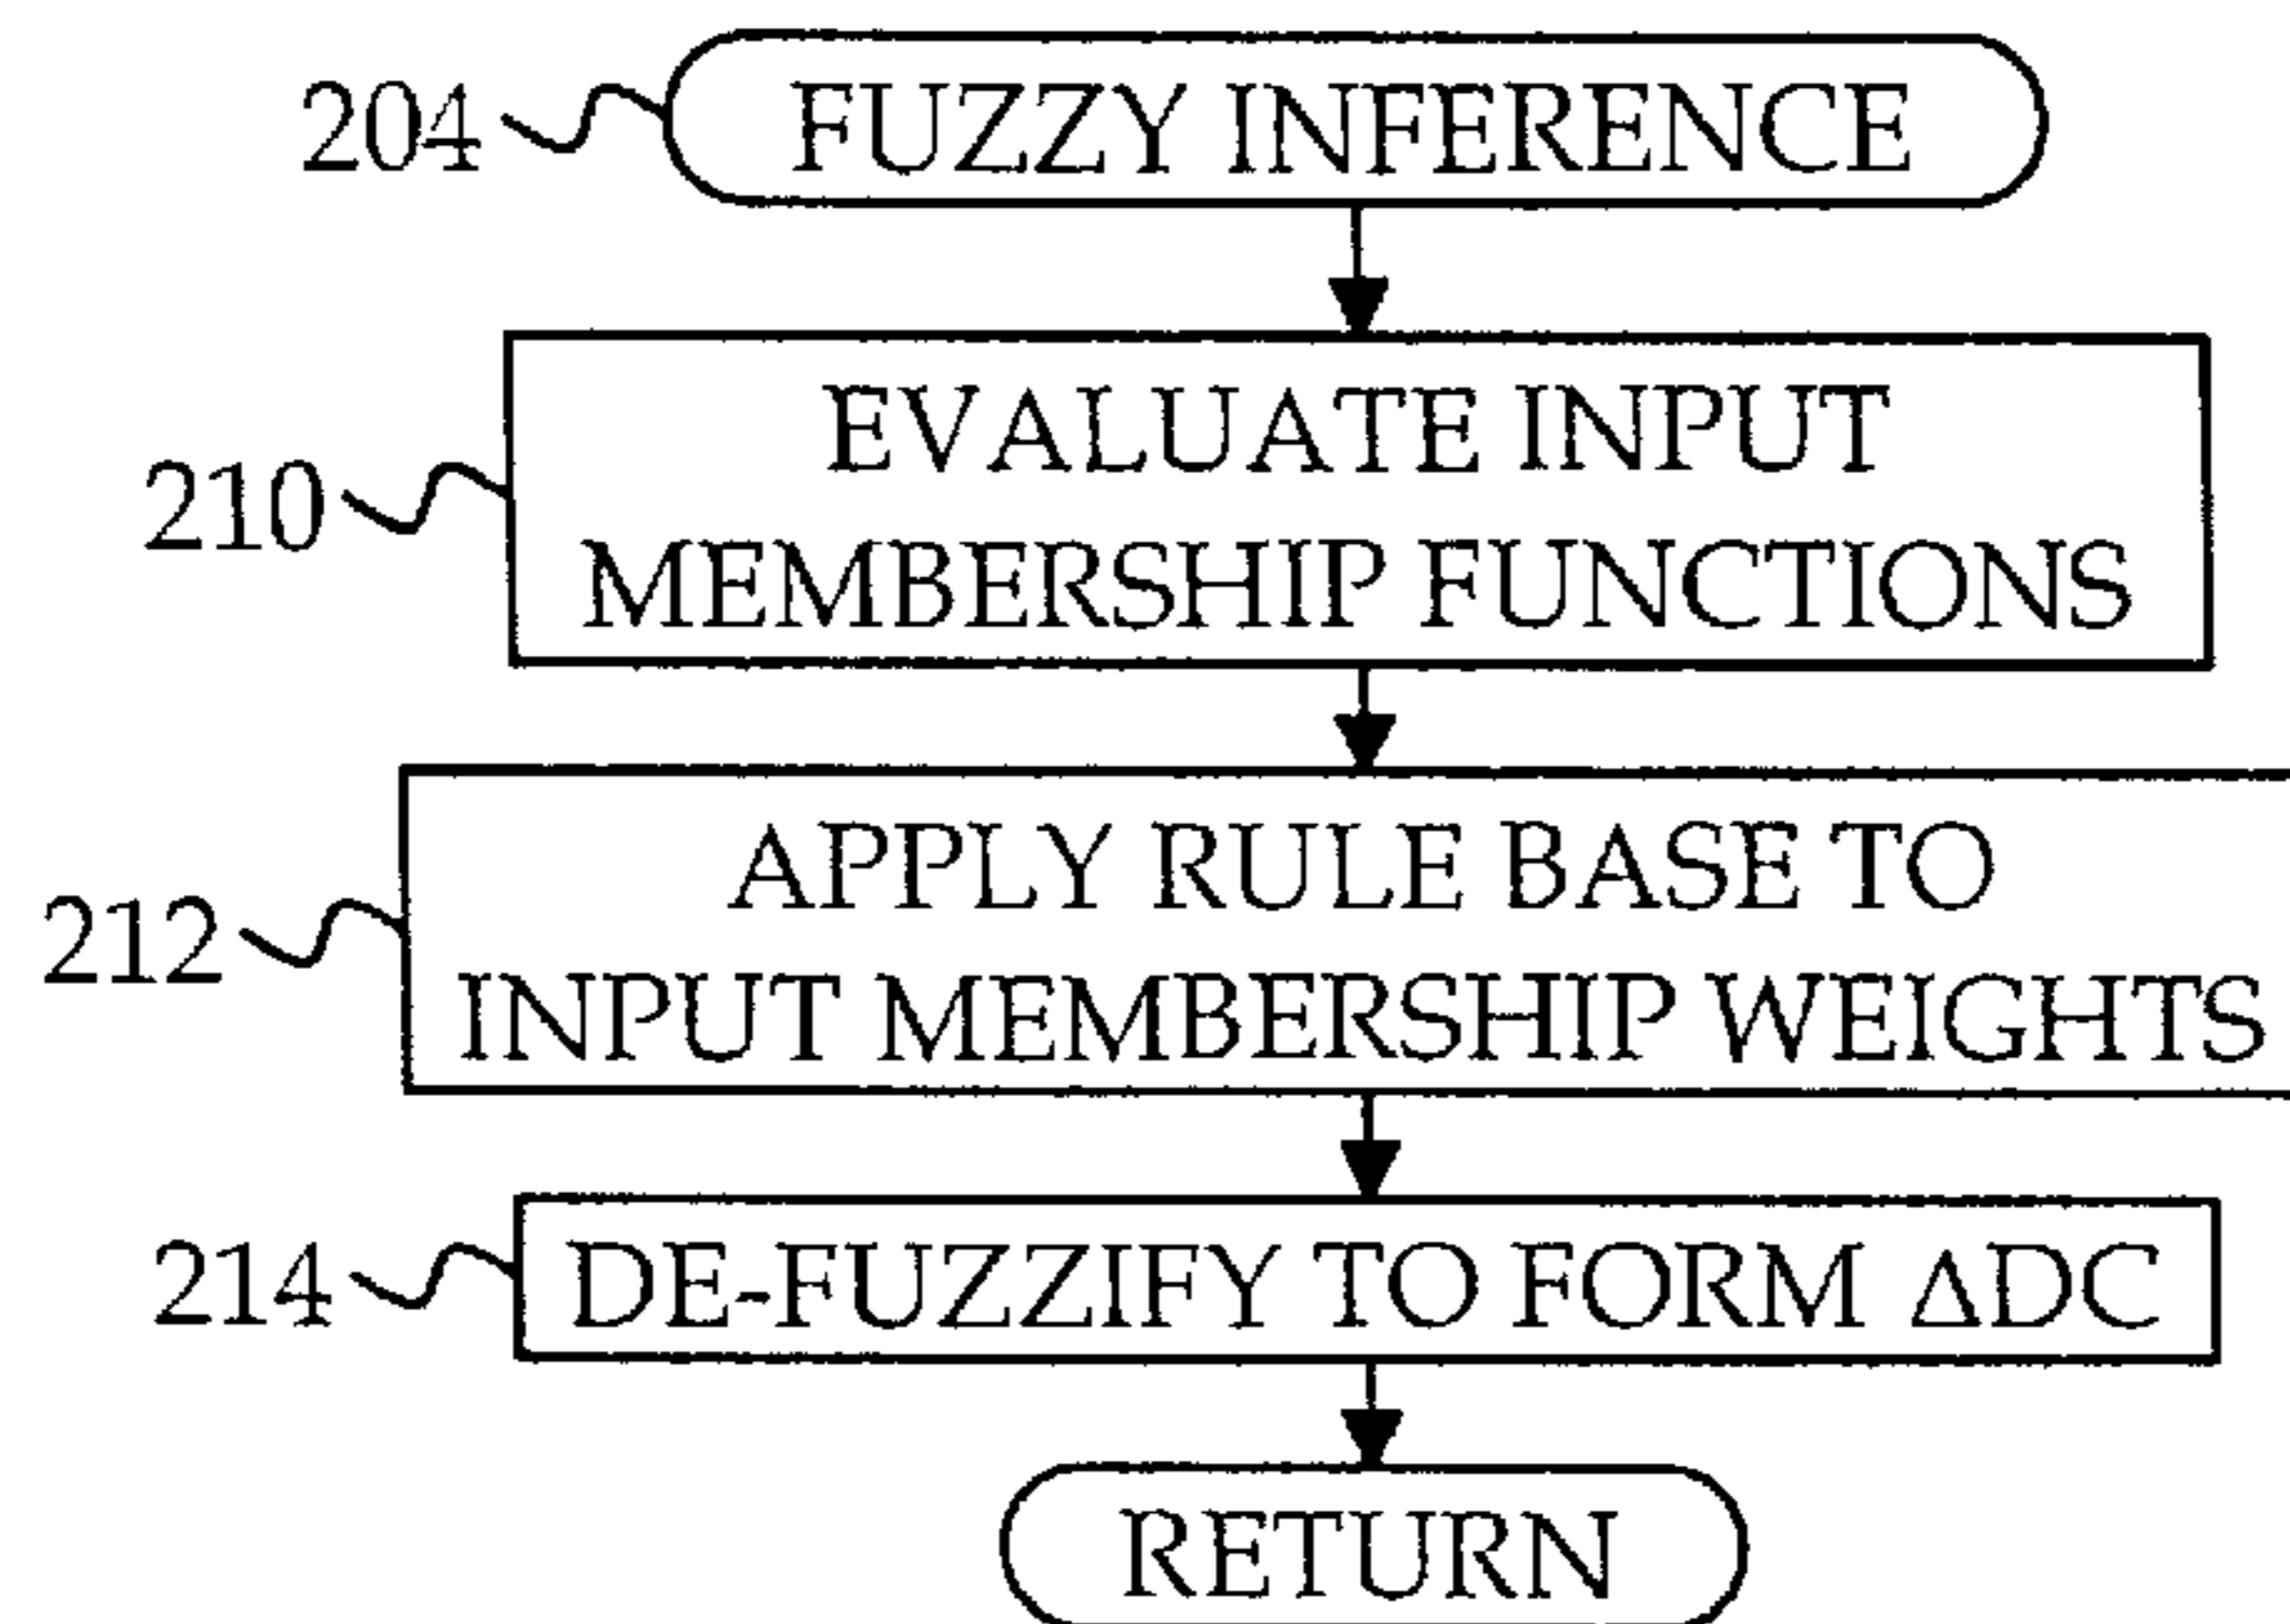 204 FUZZY INFERENCE
EVALUATE INPUT
210
MEMBERSHIP FUNCTIONS
APPLY RULE BASE TO
212
INPUT MEMBERSHIP WEIGHTS
214 DE-FUZZIFY TO FORM ΔDC
RETURN